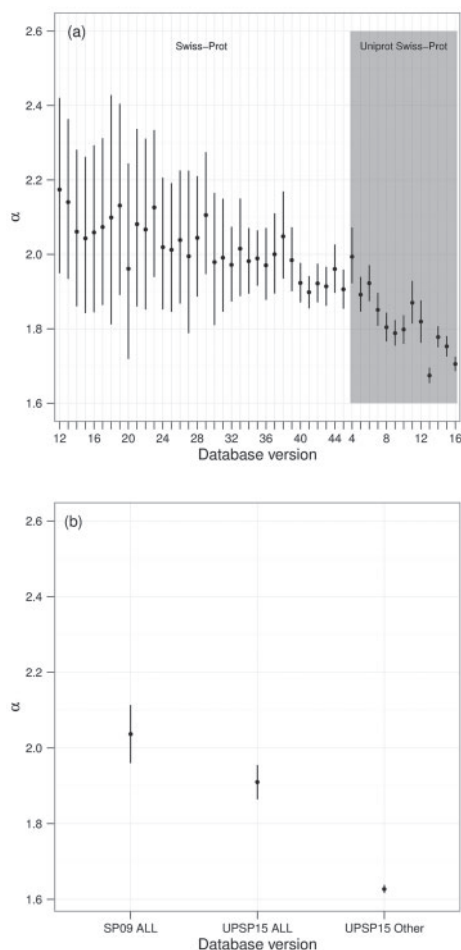 2.6
(a)
Swiss−Prot
Uniprot Swiss−Prot
2.4
2.2
α
2.0
1.8
1.6
12 16 20 24 28 32 36 40 44 4 8 12 16
Database version
2.6
(b)
2.4
2.2
α
2.0
1.8
1.6
SP09 ALL UPSP15 ALL UPSP15 Other
Database version